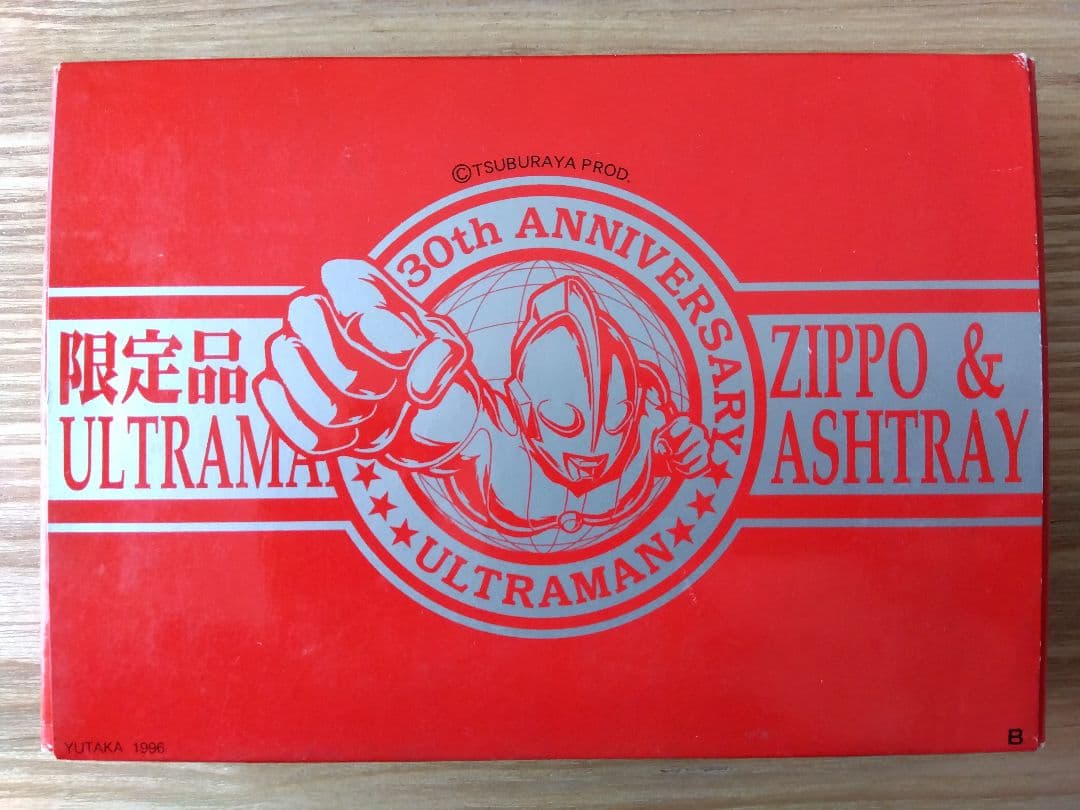 ©TSUBURAYA PROD.
30th ANNIVERSARY
限定品
ULTRAMA
ZIPPO &
ASHTRAY
★★★ULTRAMAN★★★
YUTAKA 1996
B